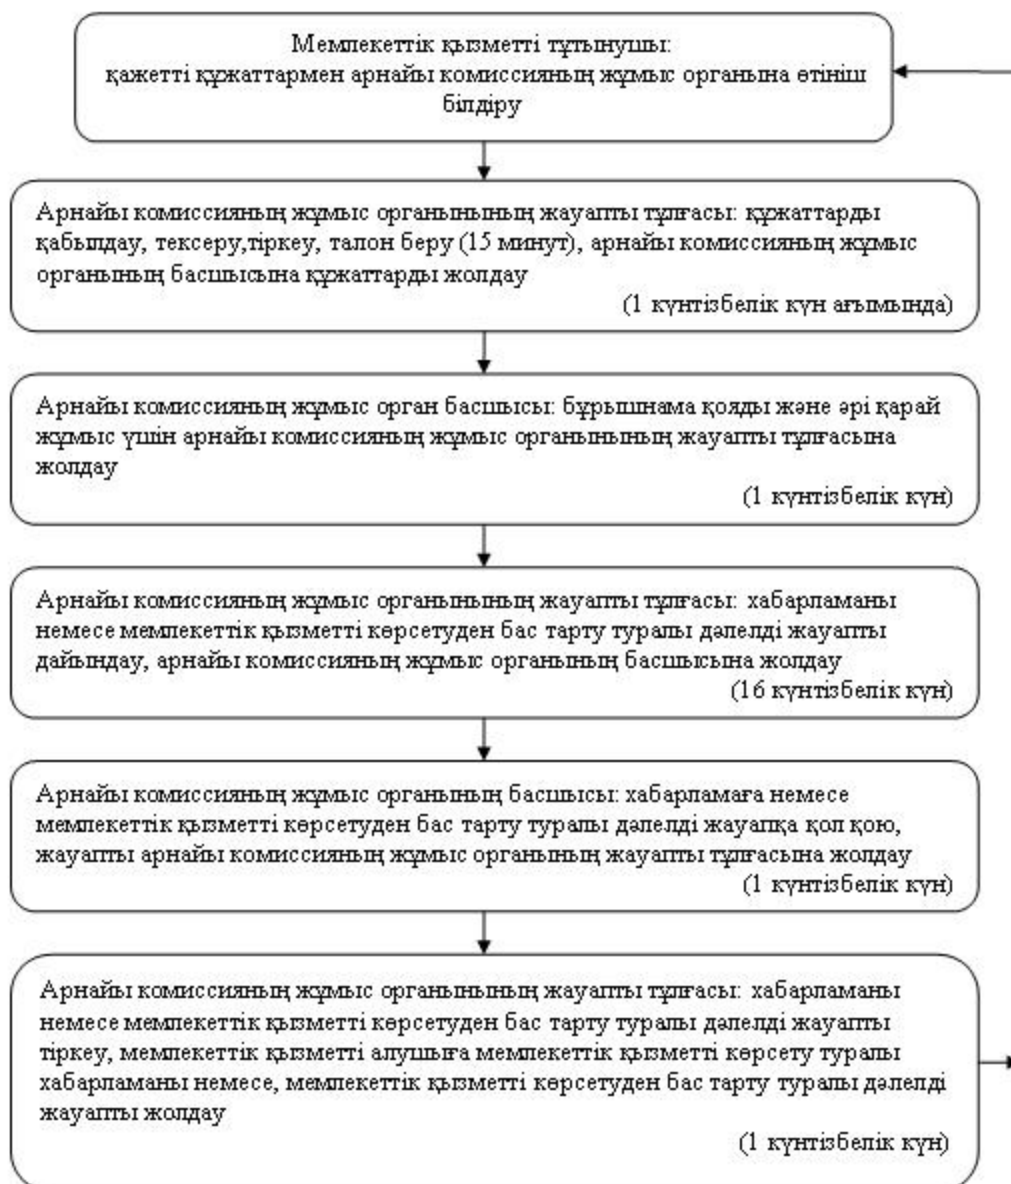 Мемлекеттік қызметті тұтынушы:
қажетті құжаттармен арнайы комиссияның жұмыс органына өтініш
білдіру
Арнайы комиссияның жұмыс органынының жауапты тұлғасы: құжаттарды
қабылдау, тексеру,тіркеу, талон беру (15 минут), арнайы комиссияның жұмыс
органының басшысына құжаттарды жолдау
(1 күнтізбелік күн ағымында)
Арнайы комиссияның жұмыс орган басшысы: бұрышнама қояды және әрі қарай
жұмыс үшін арнайы комиссияның жұмыс органынының жауапты тұлғасына
жолдау
(1 күнтізбелік күн)
Арнайы комиссияның жұмыс органынының жауапты тұлғасы: хабарламаны
немесе мемлекеттік қызметті көрсетуден бас тарту туралы дәлелді жауапты
дайындау, арнайы комиссияның жұмыс органының басшысына жолдау
(16 күнтізбелік күн)
Арнайы комиссияның жұмыс органының басшысы: хабарламаға немесе
мемлекеттік қызметті көрсетуден бас тарту туралы дәлелді жауапқа қол қою,
жауапты арнайы комиссияның жұмыс органының жауапты тұлғасына жолдау
(1 күнтізбелік күн)
Арнайы комиссияның жұмыс органынының жауапты тұлғасы: хабарламаны
немесе мемлекеттік қызметті көрсетуден бас тарту туралы дәлелді жауапты
тіркеу, мемлекеттік қызметті алушыға мемлекеттік қызметті көрсету туралы
хабарламаны немесе, мемлекеттік қызметті көрсетуден бас тарту туралы дәлелді
жауапты жолдау
(1 күнтізбелік күн)